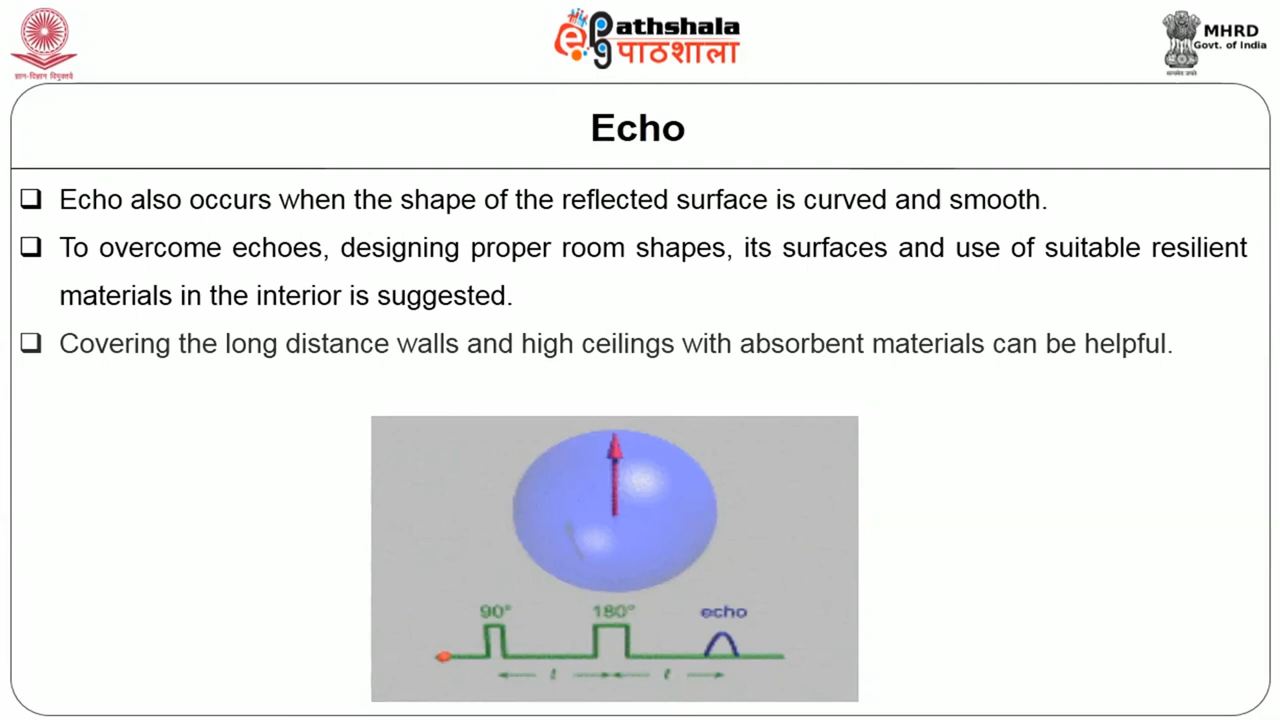 ePG Pathshala
पाठशाला
MHRD
Govt. of India
Echo
❑ Echo also occurs when the shape of the reflected surface is curved and smooth.
❑ To overcome echoes, designing proper room shapes, its surfaces and use of suitable resilient
materials in the interior is suggested.
❑ Covering the long distance walls and high ceilings with absorbent materials can be helpful.
90° 180° echo
t t